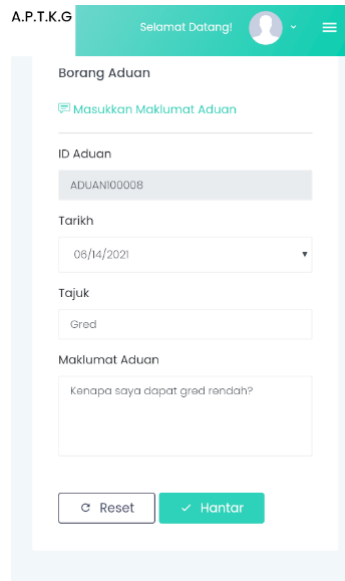 A.P.T.K.G
Selamat Datang!
Borang Aduan
Masukkan Maklumat Aduan
ID Aduan
ADUAN100008
Tarikh
06/14/2021
Tajuk
Gred
Maklumat Aduan
Kenapa saya dapat gred rendah?
Reset
Hantar